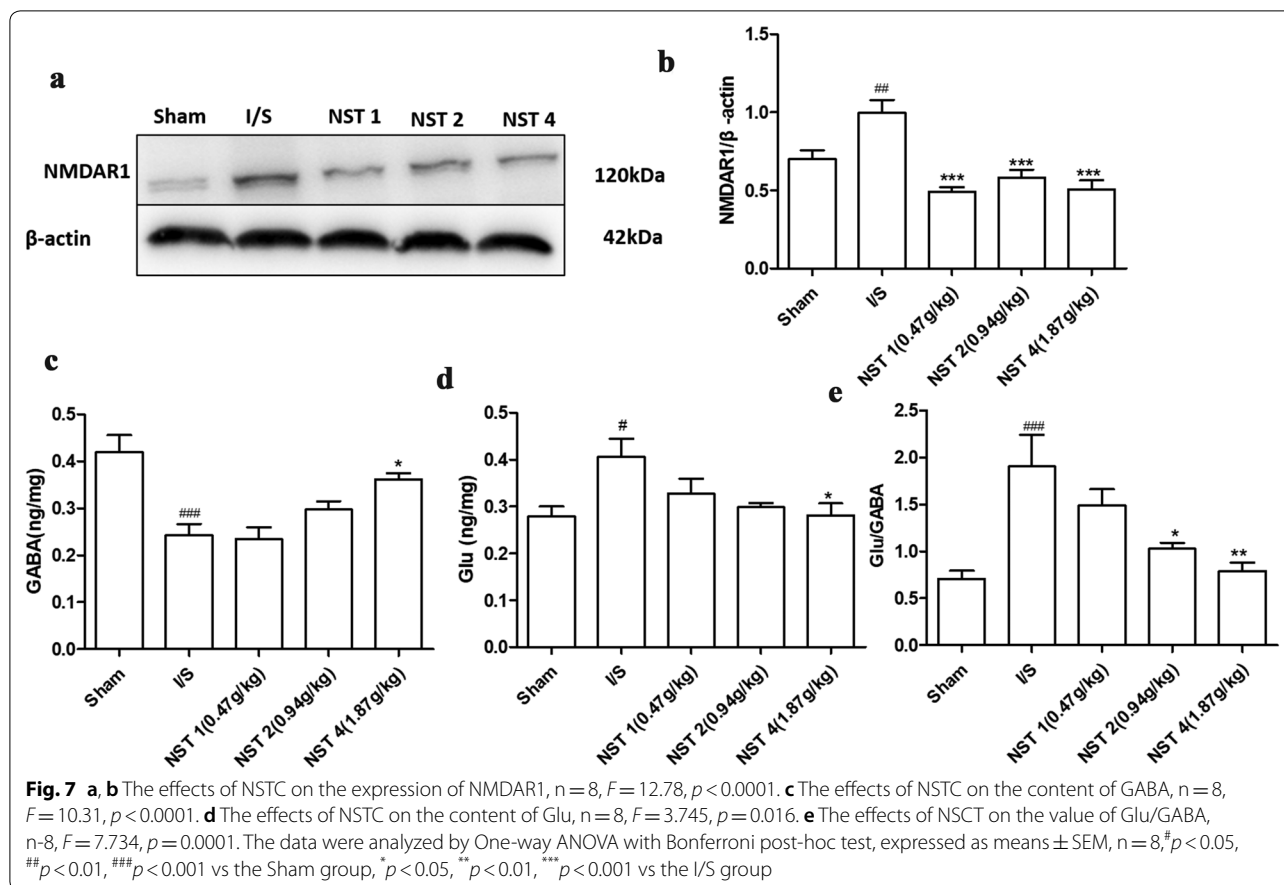 a
Sham I/S NST 1 NST 2 NST 4
NMDAR1 120kDa
β-actin 42kDa
b
NMDAR1/β -actin
1.5
1.0
0.5
0.0
##
***
***
***
Sham
I/S
NST 1(0.47g/kg)
NST 2(0.94g/kg)
NST 4(1.87g/kg)
c
GABA(ng/mg)
0.5
0.4
0.3
0.2
0.1
0.0
###
*
Sham
I/S
NST 1(0.47g/kg)
NST 2(0.94g/kg)
NST 4(1.87g/kg)
d
Glu (ng/mg)
0.5
0.4
0.3
0.2
0.1
0.0
#
*
Sham
I/S
NST 1(0.47g/kg)
NST 2(0.94g/kg)
NST 4(1.87g/kg)
e
Glu/GABA
2.5
2.0
1.5
1.0
0.5
0.0
###
*
**
Sham
I/S
NST 1(0.47g/kg)
NST 2(0.94g/kg)
NST 4(1.87g/kg)
Fig. 7 a, b The effects of NSTC on the expression of NMDAR1, n = 8, F = 12.78, p < 0.0001. c The effects of NSTC on the content of GABA, n = 8,
F = 10.31, p < 0.0001. d The effects of NSTC on the content of Glu, n = 8, F = 3.745, p = 0.016. e The effects of NSCT on the value of Glu/GABA,
n-8, F = 7.734, p = 0.0001. The data were analyzed by One-way ANOVA with Bonferroni post-hoc test, expressed as means ± SEM, n = 8,#p < 0.05,
##p < 0.01, ###p < 0.001 vs the Sham group, *p < 0.05, **p < 0.01, ***p < 0.001 vs the I/S group